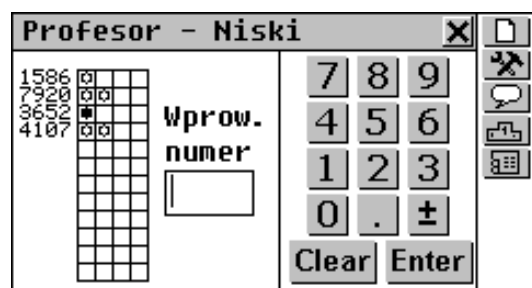 Profesor - Niski
1586
7920
3652
4107
Wprow.
numer
7 8 9
4 5 6
1 2 3
0 . ±
Clear Enter